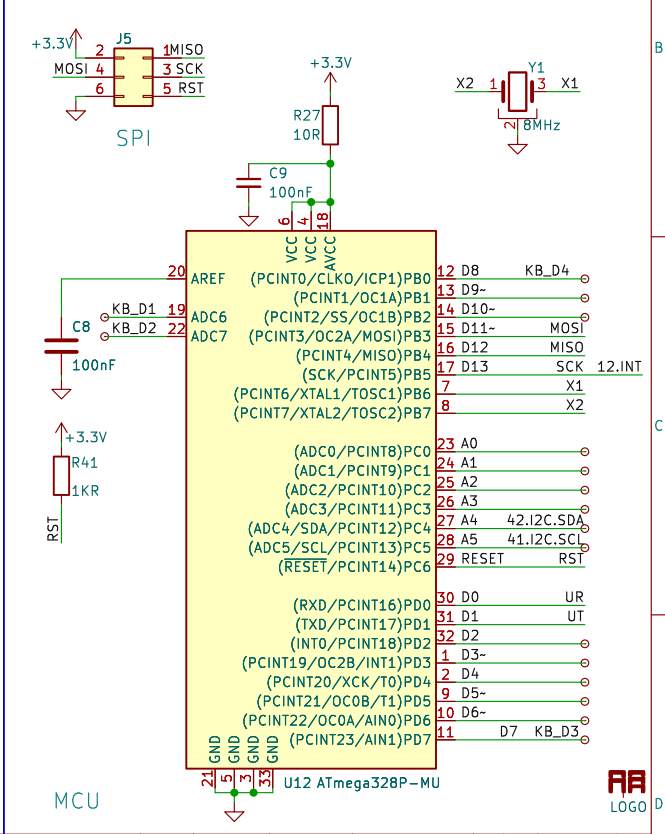 +3.3V
J5
2
1
MISO
MOSI
4
3
SCK
6
5
RST
SPI
+3.3V
R27
10R
C9
100nF
Y1
X2
1
3
X1
2
8MHz
B
6
4
18
VCC
VCC
AVCC
20
AREF
KB_D1
19
ADC6
KB_D2
22
ADC7
C8
100nF
+3.3V
R41
1KR
RST
(PCINT0/CLKO/ICP1)PB0 12 D8 KB_D4
(PCINT1/OC1A)PB1 13 D9~
(PCINT2/SS/OC1B)PB2 14 D10~
(PCINT3/OC2A/MOSI)PB3 15 D11~ MOSI
(PCINT4/MISO)PB4 16 D12 MISO
(SCK/PCINT5)PB5 17 D13 SCK 12.INT
(PCINT6/XTAL1/TOSC1)PB6 7 X1
(PCINT7/XTAL2/TOSC2)PB7 8 X2
C
(ADC0/PCINT8)PC0 23 A0
(ADC1/PCINT9)PC1 24 A1
(ADC2/PCINT10)PC2 25 A2
(ADC3/PCINT11)PC3 26 A3
(ADC4/SDA/PCINT12)PC4 27 A4 42.I2C.SDA
(ADC5/SCL/PCINT13)PC5 28 A5 41.I2C.SCL
(RESET/PCINT14)PC6 29 RESET RST
(RXD/PCINT16)PD0 30 D0 UR
(TXD/PCINT17)PD1 31 D1 UT
(INT0/PCINT18)PD2 32 D2
(PCINT19/OC2B/INT1)PD3 1 D3~
(PCINT20/XCK/T0)PD4 2 D4
(PCINT21/OC0B/T1)PD5 9 D5~
(PCINT22/OC0A/AIN0)PD6 10 D6~
(PCINT23/AIN1)PD7 11 D7 KB_D3
GND
GND
GND
GND
21
5
3
33
U12 ATmega328P-MU
MCU
LOGO
D